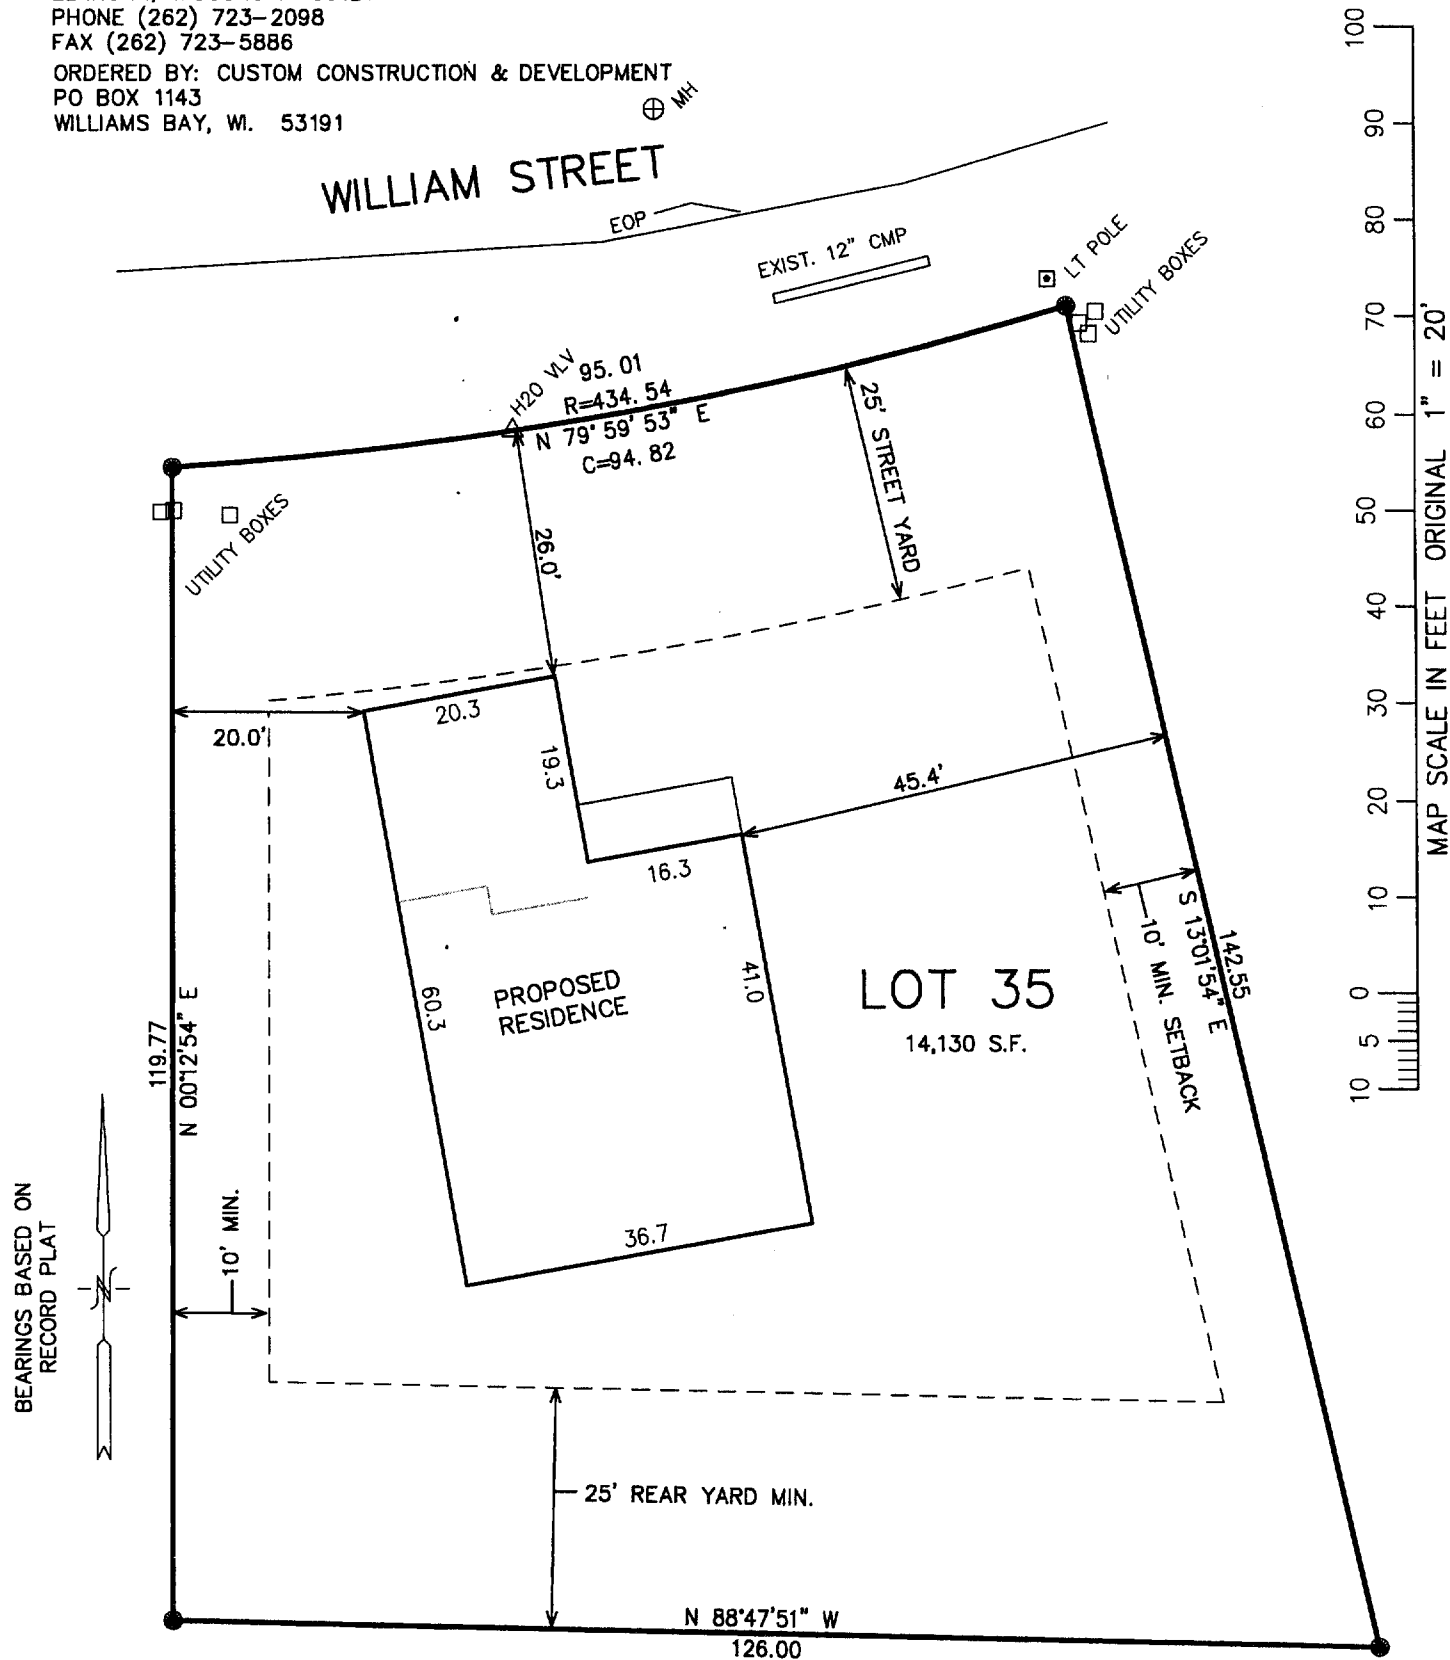 PHONE (262) 723-2098
FAX (262) 723-5886
ORDERED BY: CUSTOM CONSTRUCTION & DEVELOPMENT
PO BOX 1143
WILLIAMS BAY, WI. 53191
MH
WILLIAM STREET
EOP
EXIST. 12" CMP
LT POLE
UTILITY BOXES
H20 VLV
95.01
R=434.54
N 79°59'53" E
C=94.82
25' STREET YARD
UTILITY BOXES
26.0'
20.3
20.0'
19.3
45.4'
16.3
10' MIN. SETBACK
S 13°01'54" E
142.55
60.3
PROPOSED
RESIDENCE
41.0
LOT 35
14,130 S.F.
119.77
N 00°12'54" E
10' MIN.
36.7
BEARINGS BASED ON
RECORD PLAT
N
25' REAR YARD MIN.
N 88°47'51" W
126.00
100
90
80
70
60
50
40
30
20
10
0
5
10
MAP SCALE IN FEET ORIGINAL 1" = 20'